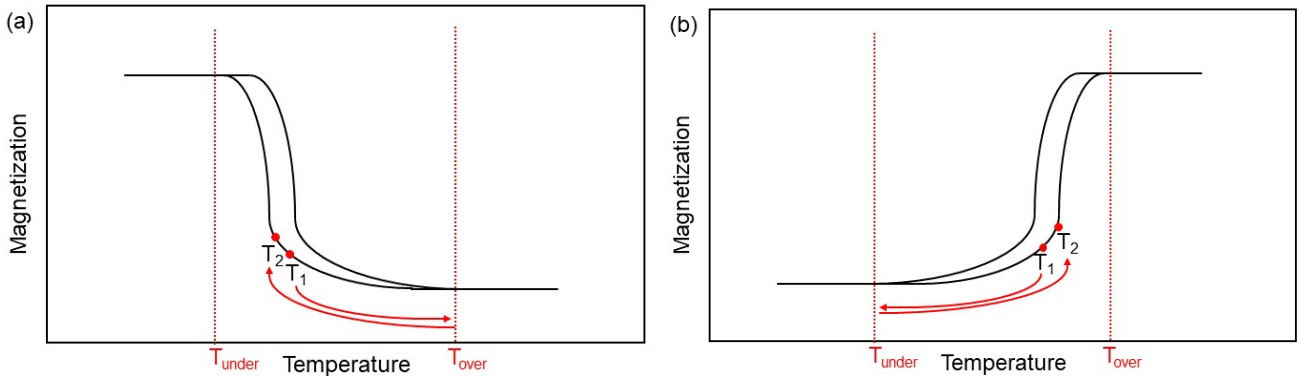 (a)
Magnetization
T2
T1
Tunder
Temperature
Tover
(b)
Magnetization
T2
T1
Tunder
Temperature
Tover